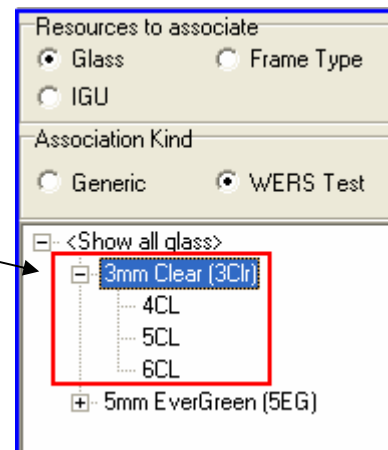 Resources to associate
Glass Frame Type
IGU
Association Kind
Generic WERS Test
<Show all glass>
3mm Clear (3Clr)
4CL
5CL
6CL
5mm EverGreen (5EG)